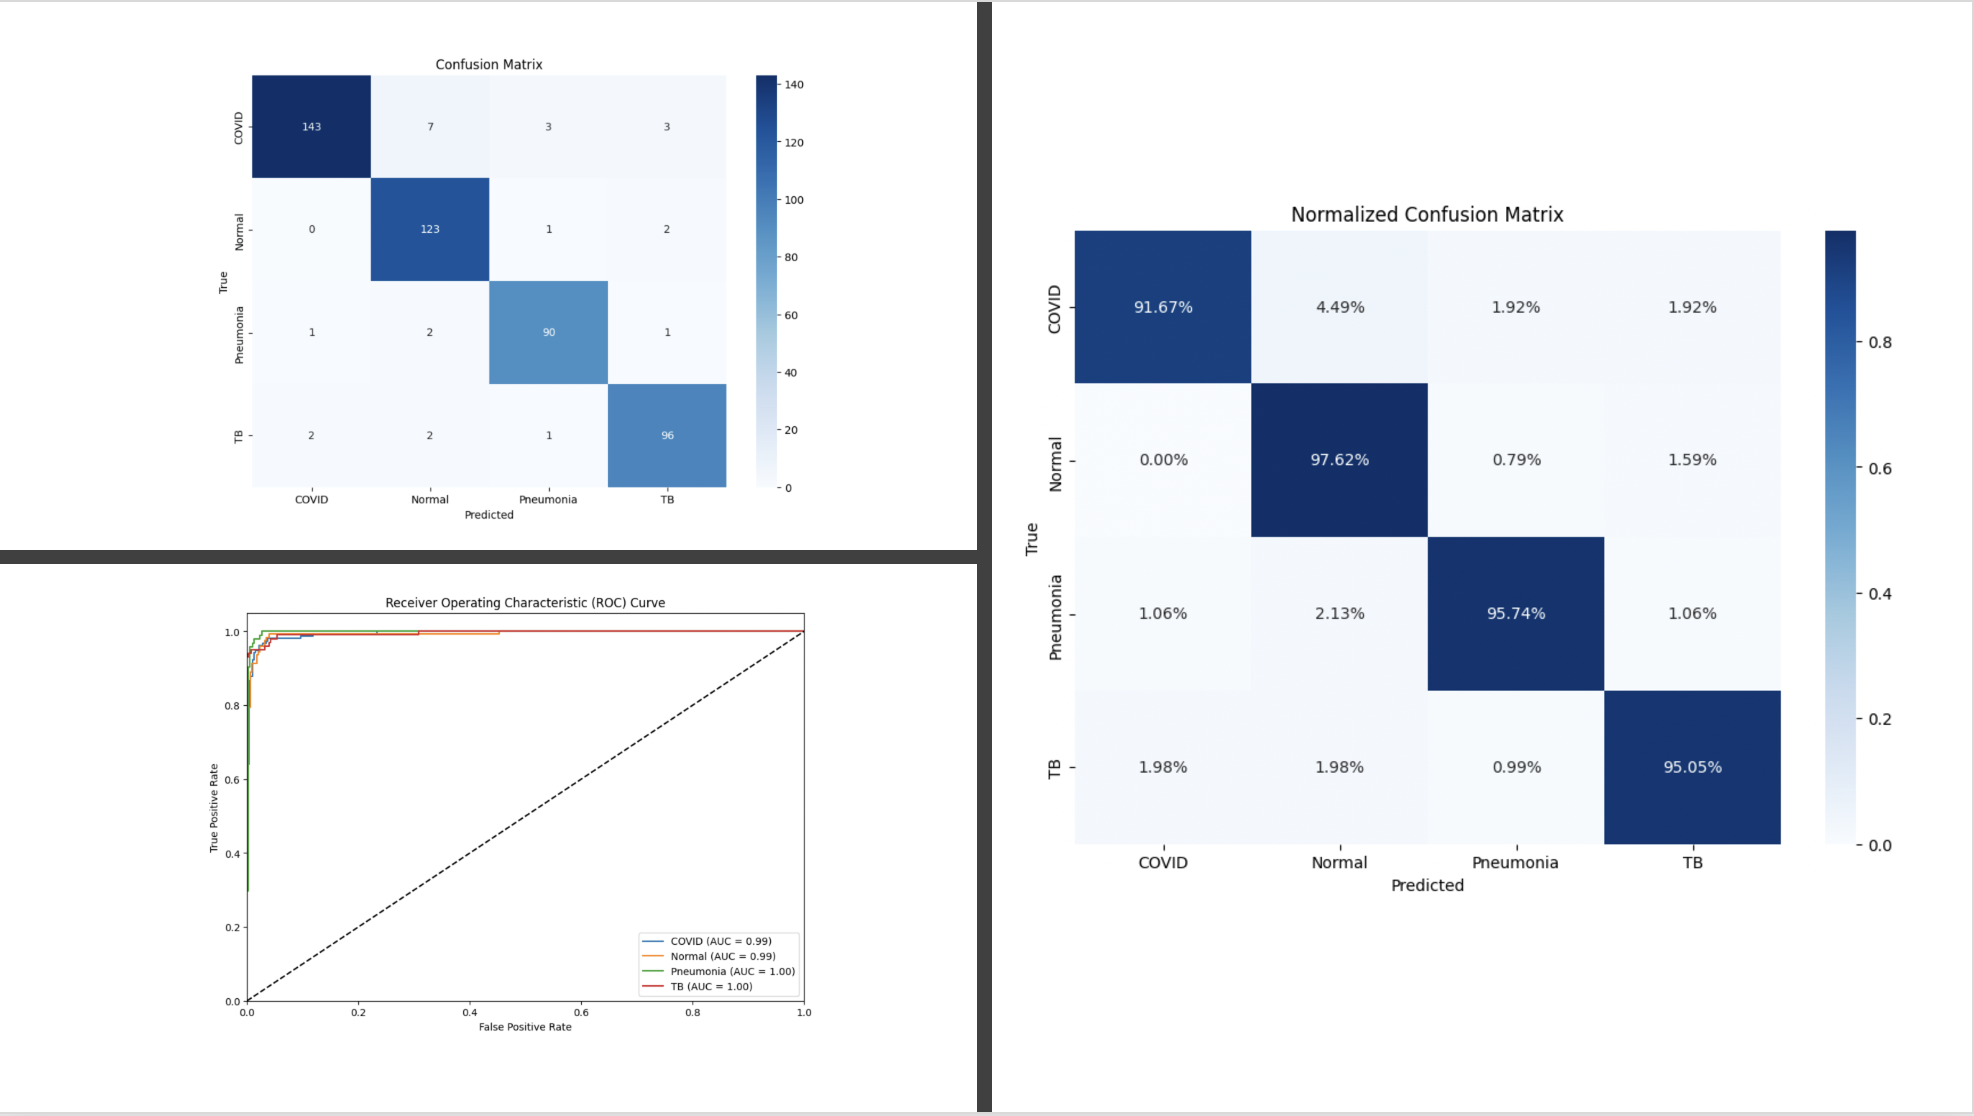 Confusion Matrix
COVID
Normal
Pneumonia
TB
True
143 7 3 3
0 123 1 2
1 2 90 1
2 2 1 96
COVID Normal Pneumonia TB
Predicted
140
120
100
80
60
40
20
0
Receiver Operating Characteristic (ROC) Curve
True Positive Rate
1.0
0.8
0.6
0.4
0.2
0.0
0.0 0.2 0.4 0.6 0.8 1.0
False Positive Rate
COVID (AUC = 0.99)
Normal (AUC = 0.99)
Pneumonia (AUC = 1.00)
TB (AUC = 1.00)
Normalized Confusion Matrix
COVID
Normal
Pneumonia
TB
True
91.67% 4.49% 1.92% 1.92%
0.00% 97.62% 0.79% 1.59%
1.06% 2.13% 95.74% 1.06%
1.98% 1.98% 0.99% 95.05%
COVID Normal Pneumonia TB
Predicted
0.8
0.6
0.4
0.2
0.0